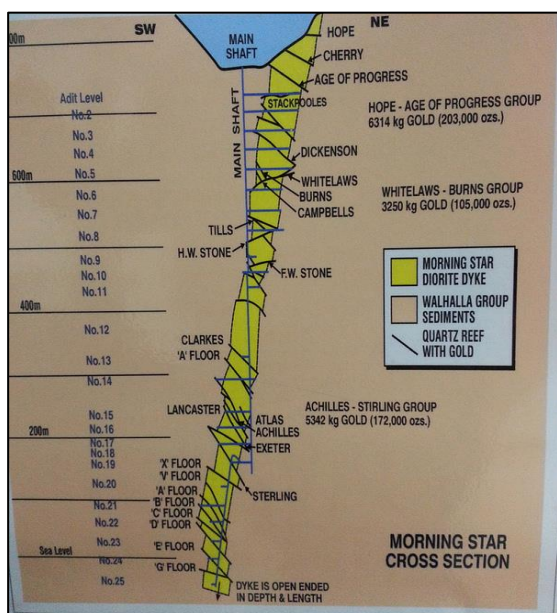 SW
NE
MAIN
SHAFT
HOPE
CHERRY
AGE OF PROGRESS
Adit Level
STACKPOOLES
HOPE - AGE OF PROGRESS GROUP
6314 kg GOLD (203,000 ozs.)
No.2
No.3
MAIN SHAFT
No.4
DICKENSON
No.5
600m
WHITELAWS
BURNS
WHITELAWS - BURNS GROUP
3250 kg GOLD (105,000 ozs.)
No.6
CAMPBELLS
No.7
TILLS
No.8
H.W. STONE
No.9
F.W. STONE
No.10
No.11
MORNING STAR
DIORITE DYKE
WALHALLA GROUP
SEDIMENTS
QUARTZ REEF
WITH GOLD
400m
No.12
CLARKES
'A' FLOOR
No.13
No.14
LANCASTER
ACHILLES - STIRLING GROUP
5342 kg GOLD (172,000 ozs.)
No.15
ATLAS
No.16
ACHILLES
200m
No.17
EXETER
No.18
No.19
'X' FLOOR
'V' FLOOR
No.20
'A' FLOOR
STERLING
'B' FLOOR
No.21
'C' FLOOR
No.22
'D' FLOOR
No.23
'E' FLOOR
MORNING STAR
CROSS SECTION
Sea Level
No.24
'G' FLOOR
No.25
DYKE IS OPEN ENDED
IN DEPTH & LENGTH